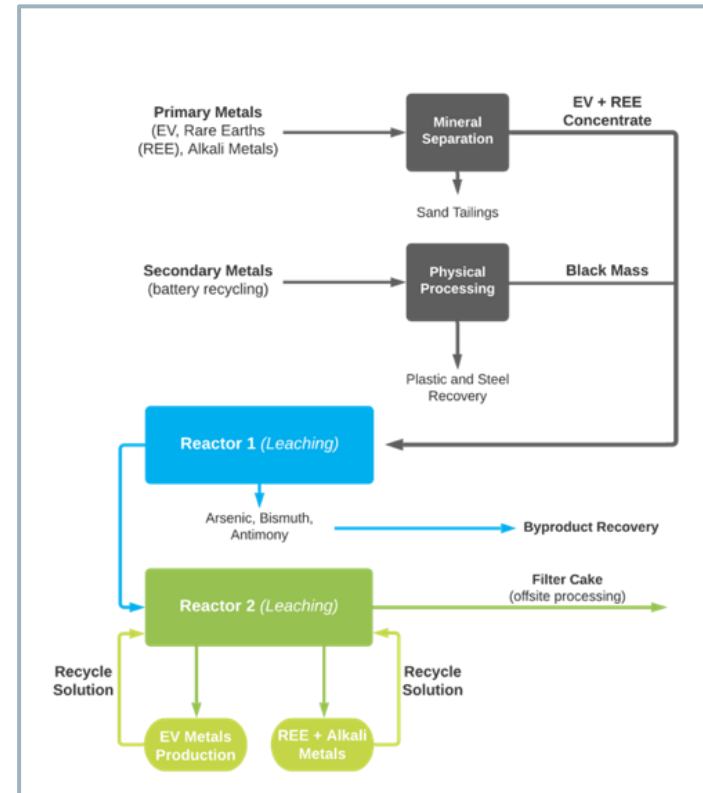 Primary Metals
(EV, Rare Earths
(REE), Alkali Metals)
Mineral
Separation
EV + REE
Concentrate
Sand Tailings
Secondary Metals
(battery recycling)
Physical
Processing
Black Mass
Plastic and Steel
Recovery
Reactor 1 (Leaching)
Arsenic, Bismuth,
Antimony
Byproduct Recovery
Reactor 2 (Leaching)
Filter Cake
(offsite processing)
Recycle
Solution
EV Metals
Production
REE + Alkali
Metals
Recycle
Solution